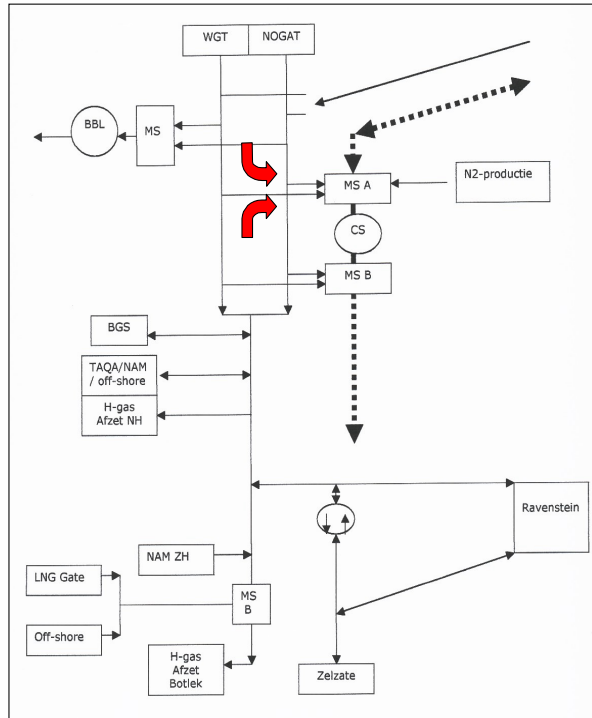 WGT NOGAT
BBL
MS
MS A
N2-productie
CS
MS B
BGS
TAQA/NAM
/ off-shore
H-gas
Afzet NH
Ravenstein
NAM ZH
LNG Gate
MS
B
Off-shore
H-gas
Afzet
Botlek
Zelzate